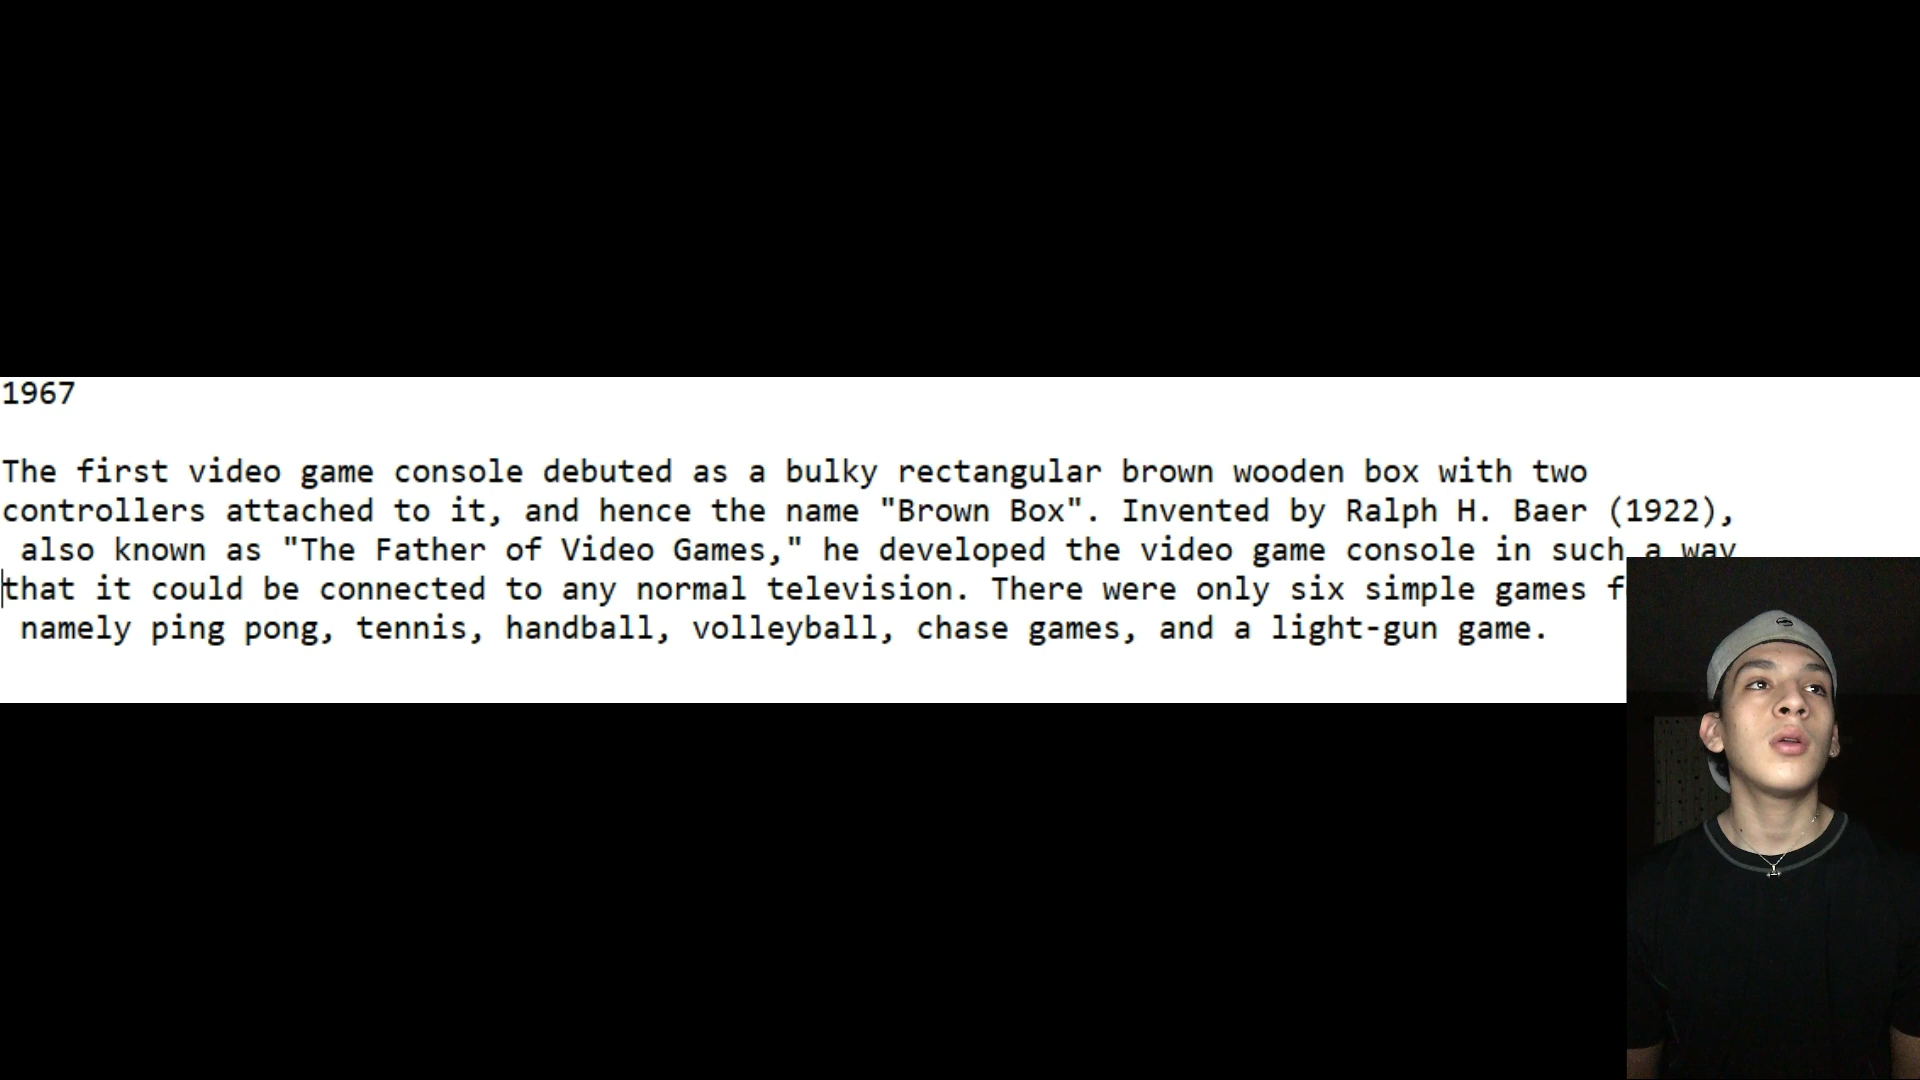 1967
The first video game console debuted as a bulky rectangular brown wooden box with two
controllers attached to it, and hence the name "Brown Box". Invented by Ralph H. Baer (1922),
also known as "The Father of Video Games," he developed the video game console in such a way
that it could be connected to any normal television. There were only six simple games
namely ping pong, tennis, handball, volleyball, chase games, and a light-gun game.